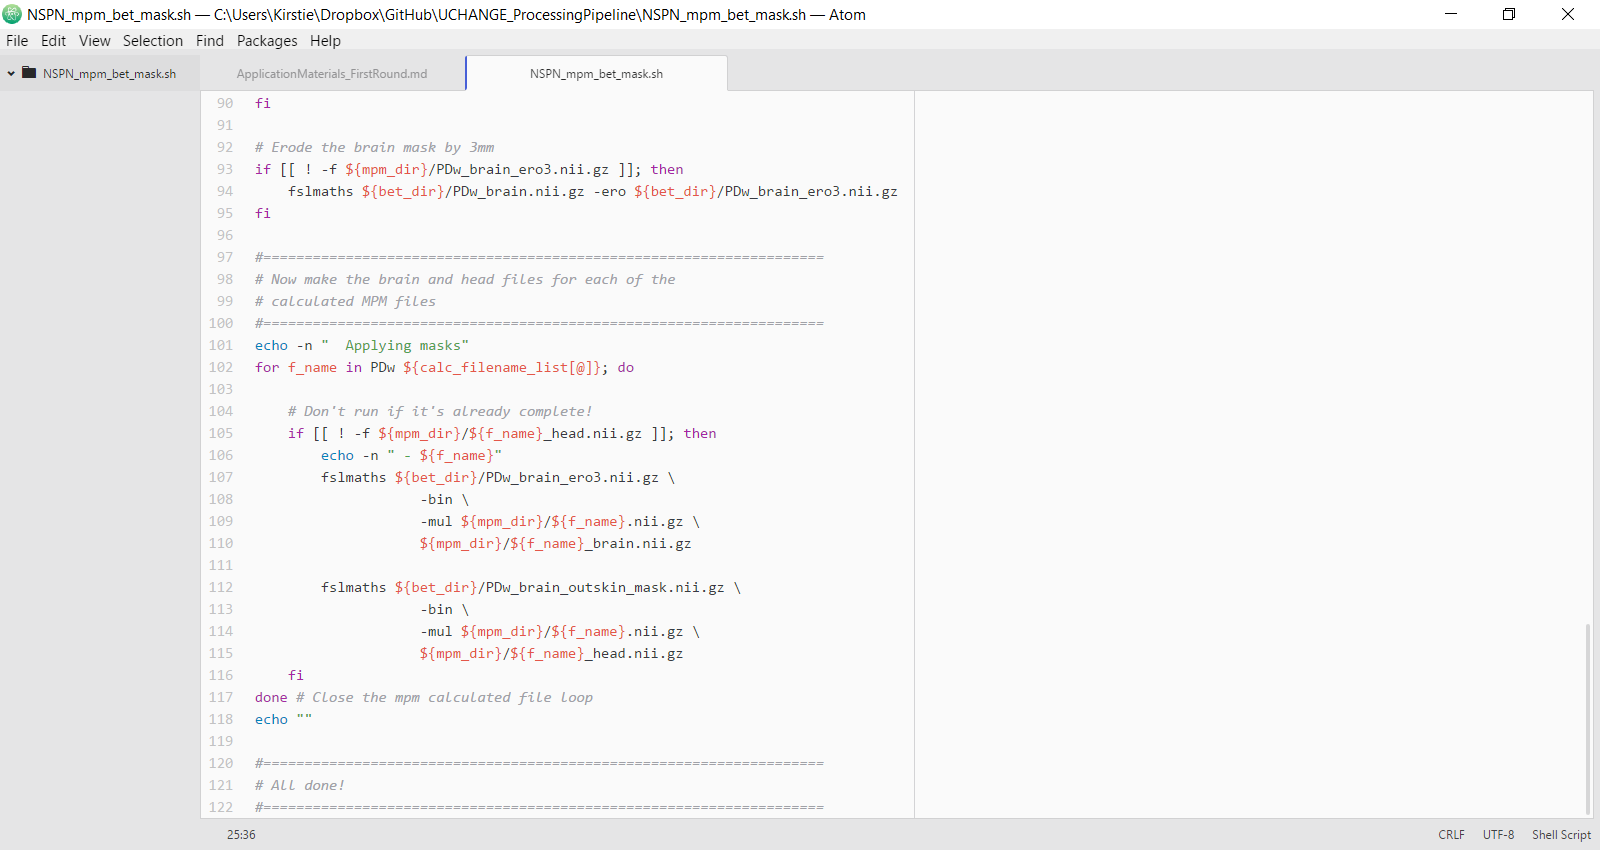 NSPN_mpm_bet_mask.sh — C:\Users\Kirstie\Dropbox\GitHub\UCHANGE_ProcessingPipeline\NSPN_mpm_bet_mask.sh — Atom
File Edit View Selection Find Packages Help
NSPN_mpm_bet_mask.sh ApplicationMaterials_FirstRound.md NSPN_mpm_bet_mask.sh
90 fi
91
92 # Erode the brain mask by 3mm
93 if [[ ! -f ${mpm_dir}/PDw_brain_ero3.nii.gz ]]; then
94     fslmaths ${bet_dir}/PDw_brain.nii.gz -ero ${bet_dir}/PDw_brain_ero3.nii.gz
95 fi
96
97 #====================================================================
98 # Now make the brain and head files for each of the
99 # calculated MPM files
100 #====================================================================
101 echo -n "  Applying masks"
102 for f_name in PDw ${calc_filename_list[@]}; do
103
104     # Don't run if it's already complete!
105     if [[ ! -f ${mpm_dir}/${f_name}_head.nii.gz ]]; then
106         echo -n " - ${f_name}"
107         fslmaths ${bet_dir}/PDw_brain_ero3.nii.gz \
108                     -bin \
109                     -mul ${mpm_dir}/${f_name}.nii.gz \
110                     ${mpm_dir}/${f_name}_brain.nii.gz
111
112         fslmaths ${bet_dir}/PDw_brain_outskin_mask.nii.gz \
113                     -bin \
114                     -mul ${mpm_dir}/${f_name}.nii.gz \
115                     ${mpm_dir}/${f_name}_head.nii.gz
116     fi
117 done # Close the mpm calculated file loop
118 echo ""
119
120 #====================================================================
121 # All done!
122 #====================================================================
25:36 CRLF UTF-8 Shell Script